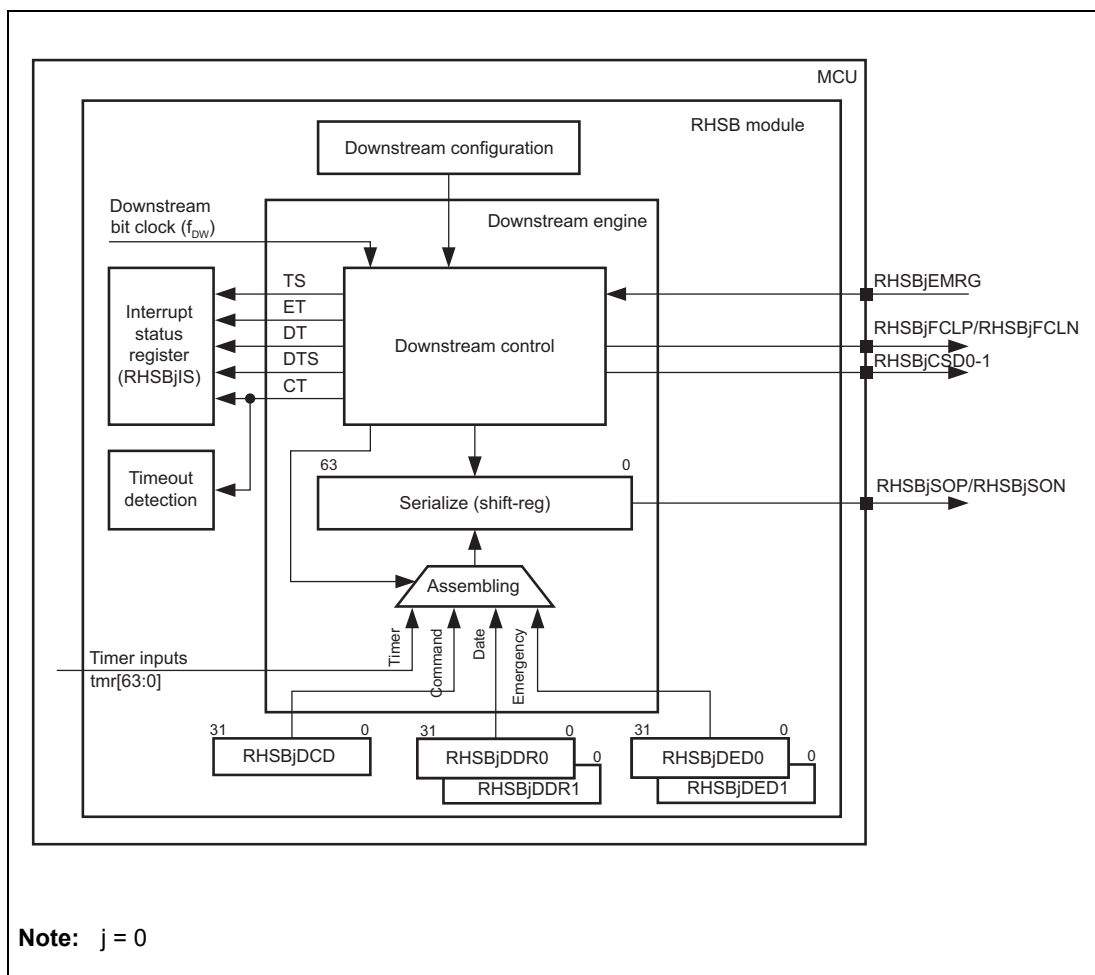 MCU
RHSB module
Downstream configuration
Downstream
bit clock (fDW)
Downstream engine
TS
ET
DT
DTS
CT
Interrupt
status
register
(RHSBjIS)
Downstream control
RHSBjEMRG
RHSBjFCLP/RHSBjFCLN
RHSBjCSD0-1
Timeout
detection
63
0
Serialize (shift-reg)
RHSBjSOP/RHSBjSON
Assembling
Timer
Command
Date
Emergency
Timer inputs
tmr[63:0]
31
0
RHSBjDCD
31
0
RHSBjDDR0
0
RHSBjDDR1
31
0
RHSBjDED0
0
RHSBjDED1
Note: j = 0